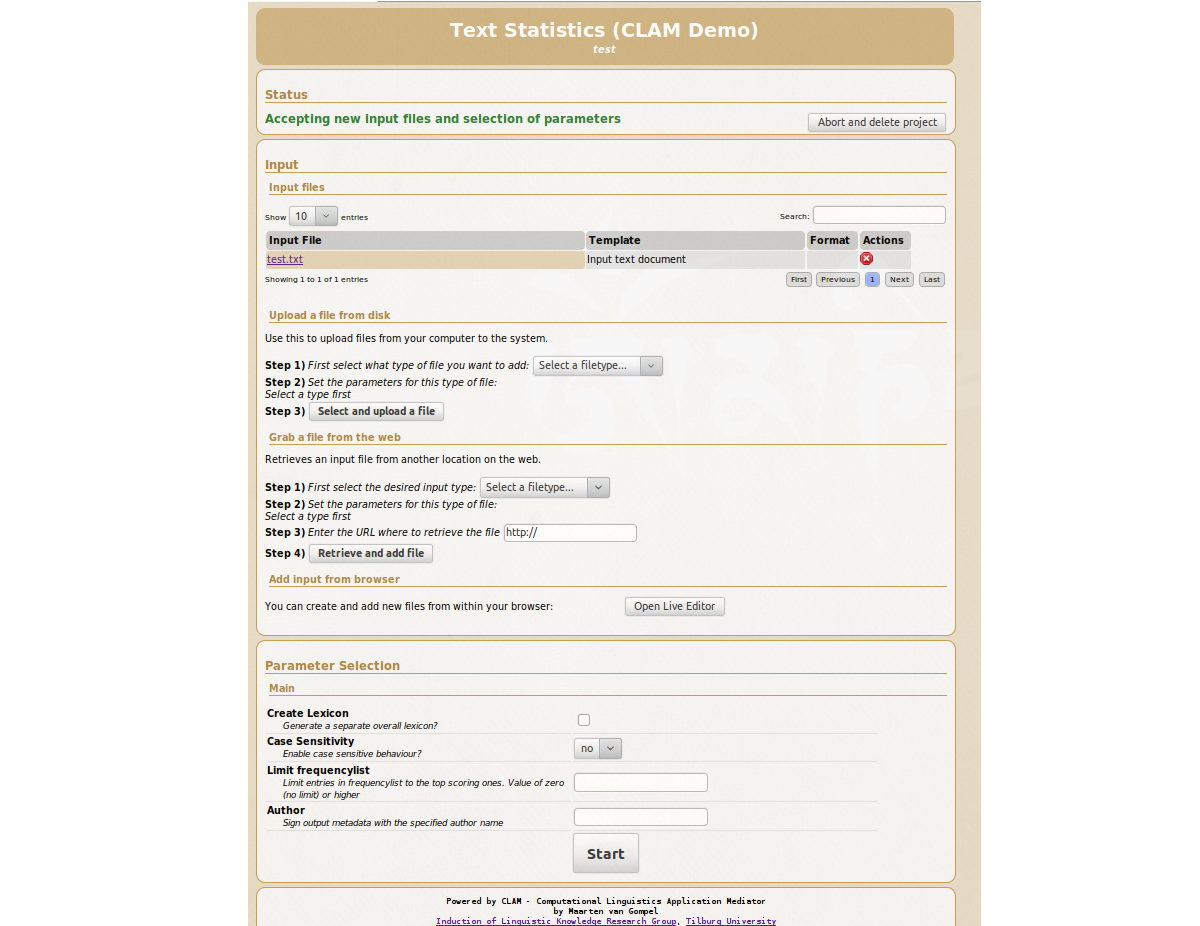 Text Statistics (CLAM Demo)
test
Status
Accepting new input files and selection of parameters
Abort and delete project
Input
Input files
Show 10 entries
Search:
Input File Template Format Actions
test.txt Input text document
Showing 1 to 1 of 1 entries
First Previous 1 Next Last
Upload a file from disk
Use this to upload files from your computer to the system.
Step 1) First select what type of file you want to add: Select a filetype...
Step 2) Set the parameters for this type of file:
Select a type first
Step 3) Select and upload a file
Grab a file from the web
Retrieves an input file from another location on the web.
Step 1) First select the desired input type: Select a filetype...
Step 2) Set the parameters for this type of file:
Select a type first
Step 3) Enter the URL where to retrieve the file http://
Step 4) Retrieve and add file
Add input from browser
You can create and add new files from within your browser: Open Live Editor
Parameter Selection
Main
Create Lexicon
Generate a separate overall lexicon?
Case Sensitivity
Enable case sensitive behaviour?
no
Limit frequencylist
Limit entries in frequencylist to the top scoring ones. Value of zero
(no limit) or higher
Author
Sign output metadata with the specified author name
Start
Powered by CLAM - Computational Linguistics Application Mediator
by Maarten van Gompel
Induction of Linguistic Knowledge Research Group, Tilburg University